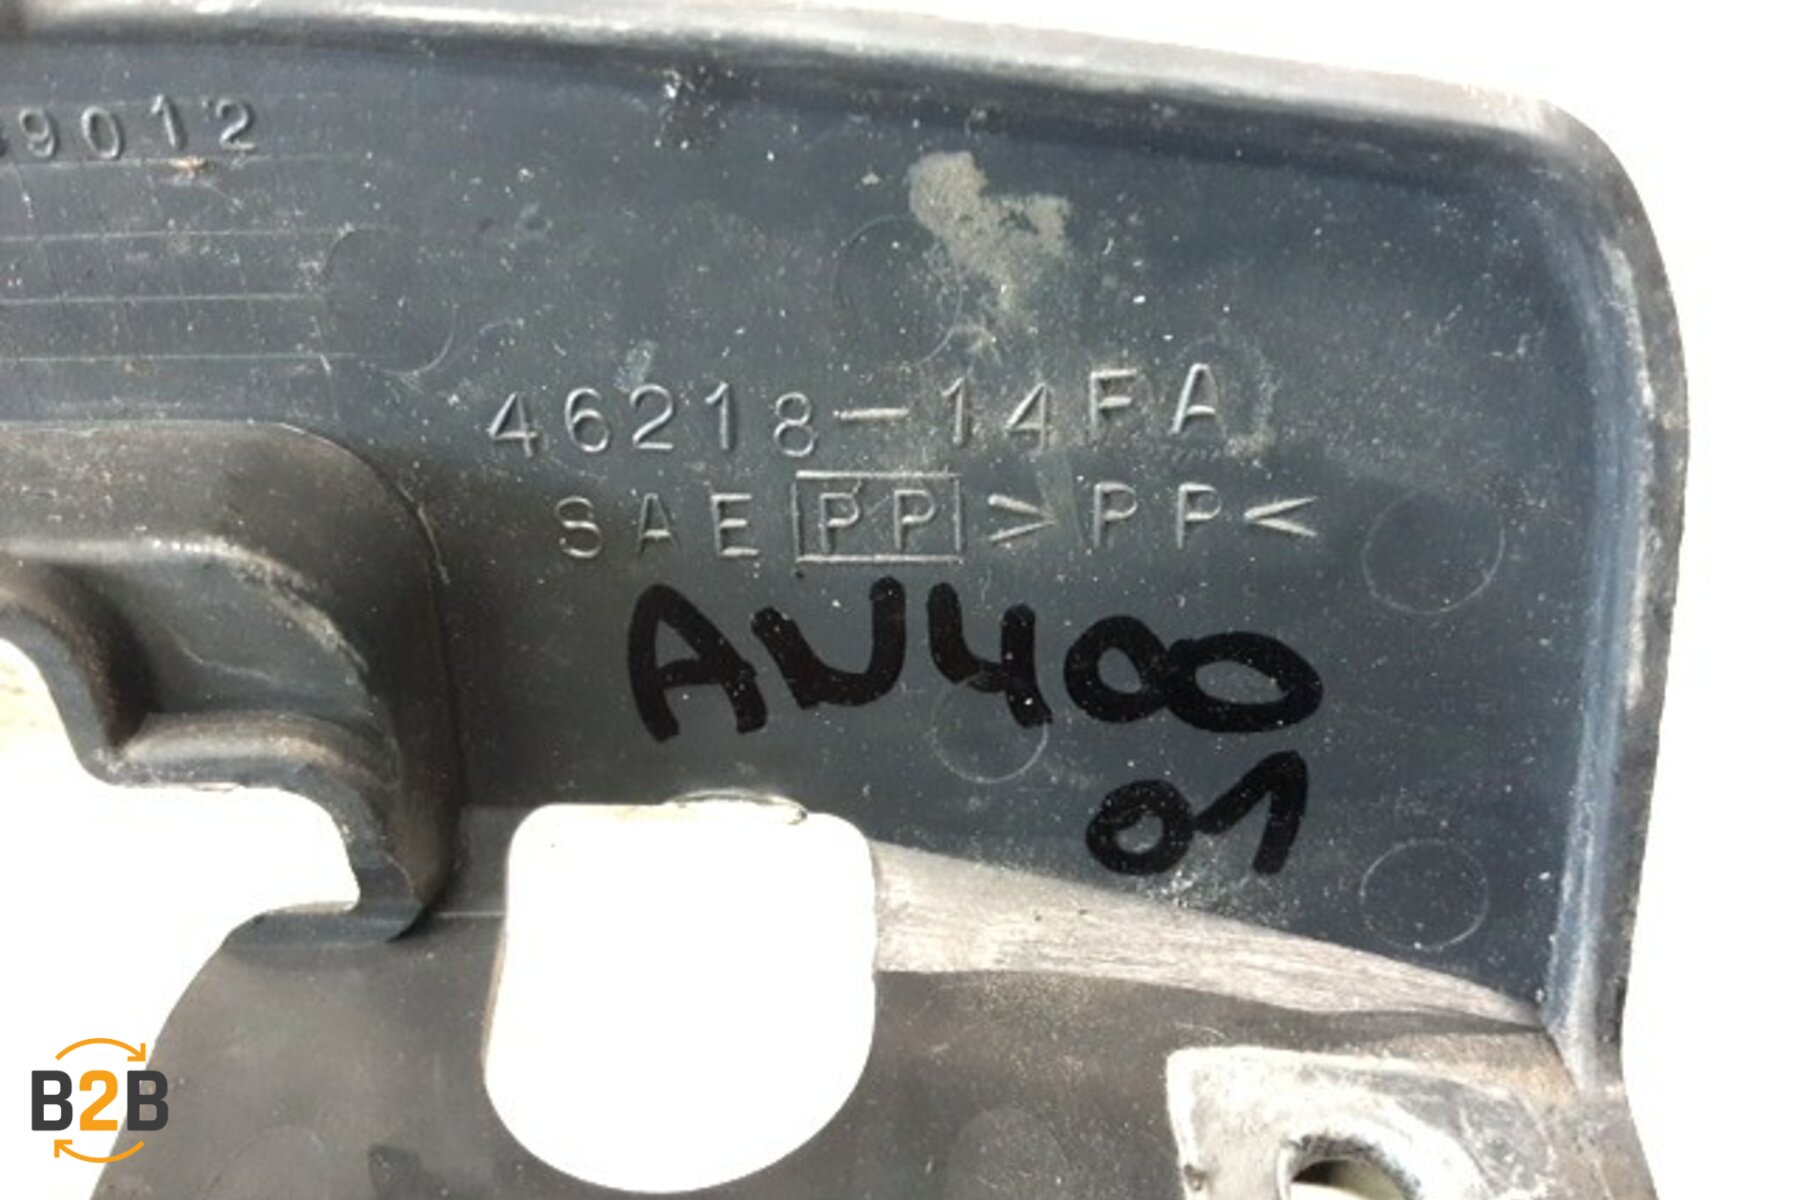 9012
46218-14FA
SAE PP >PP<
AV400
01
B2B